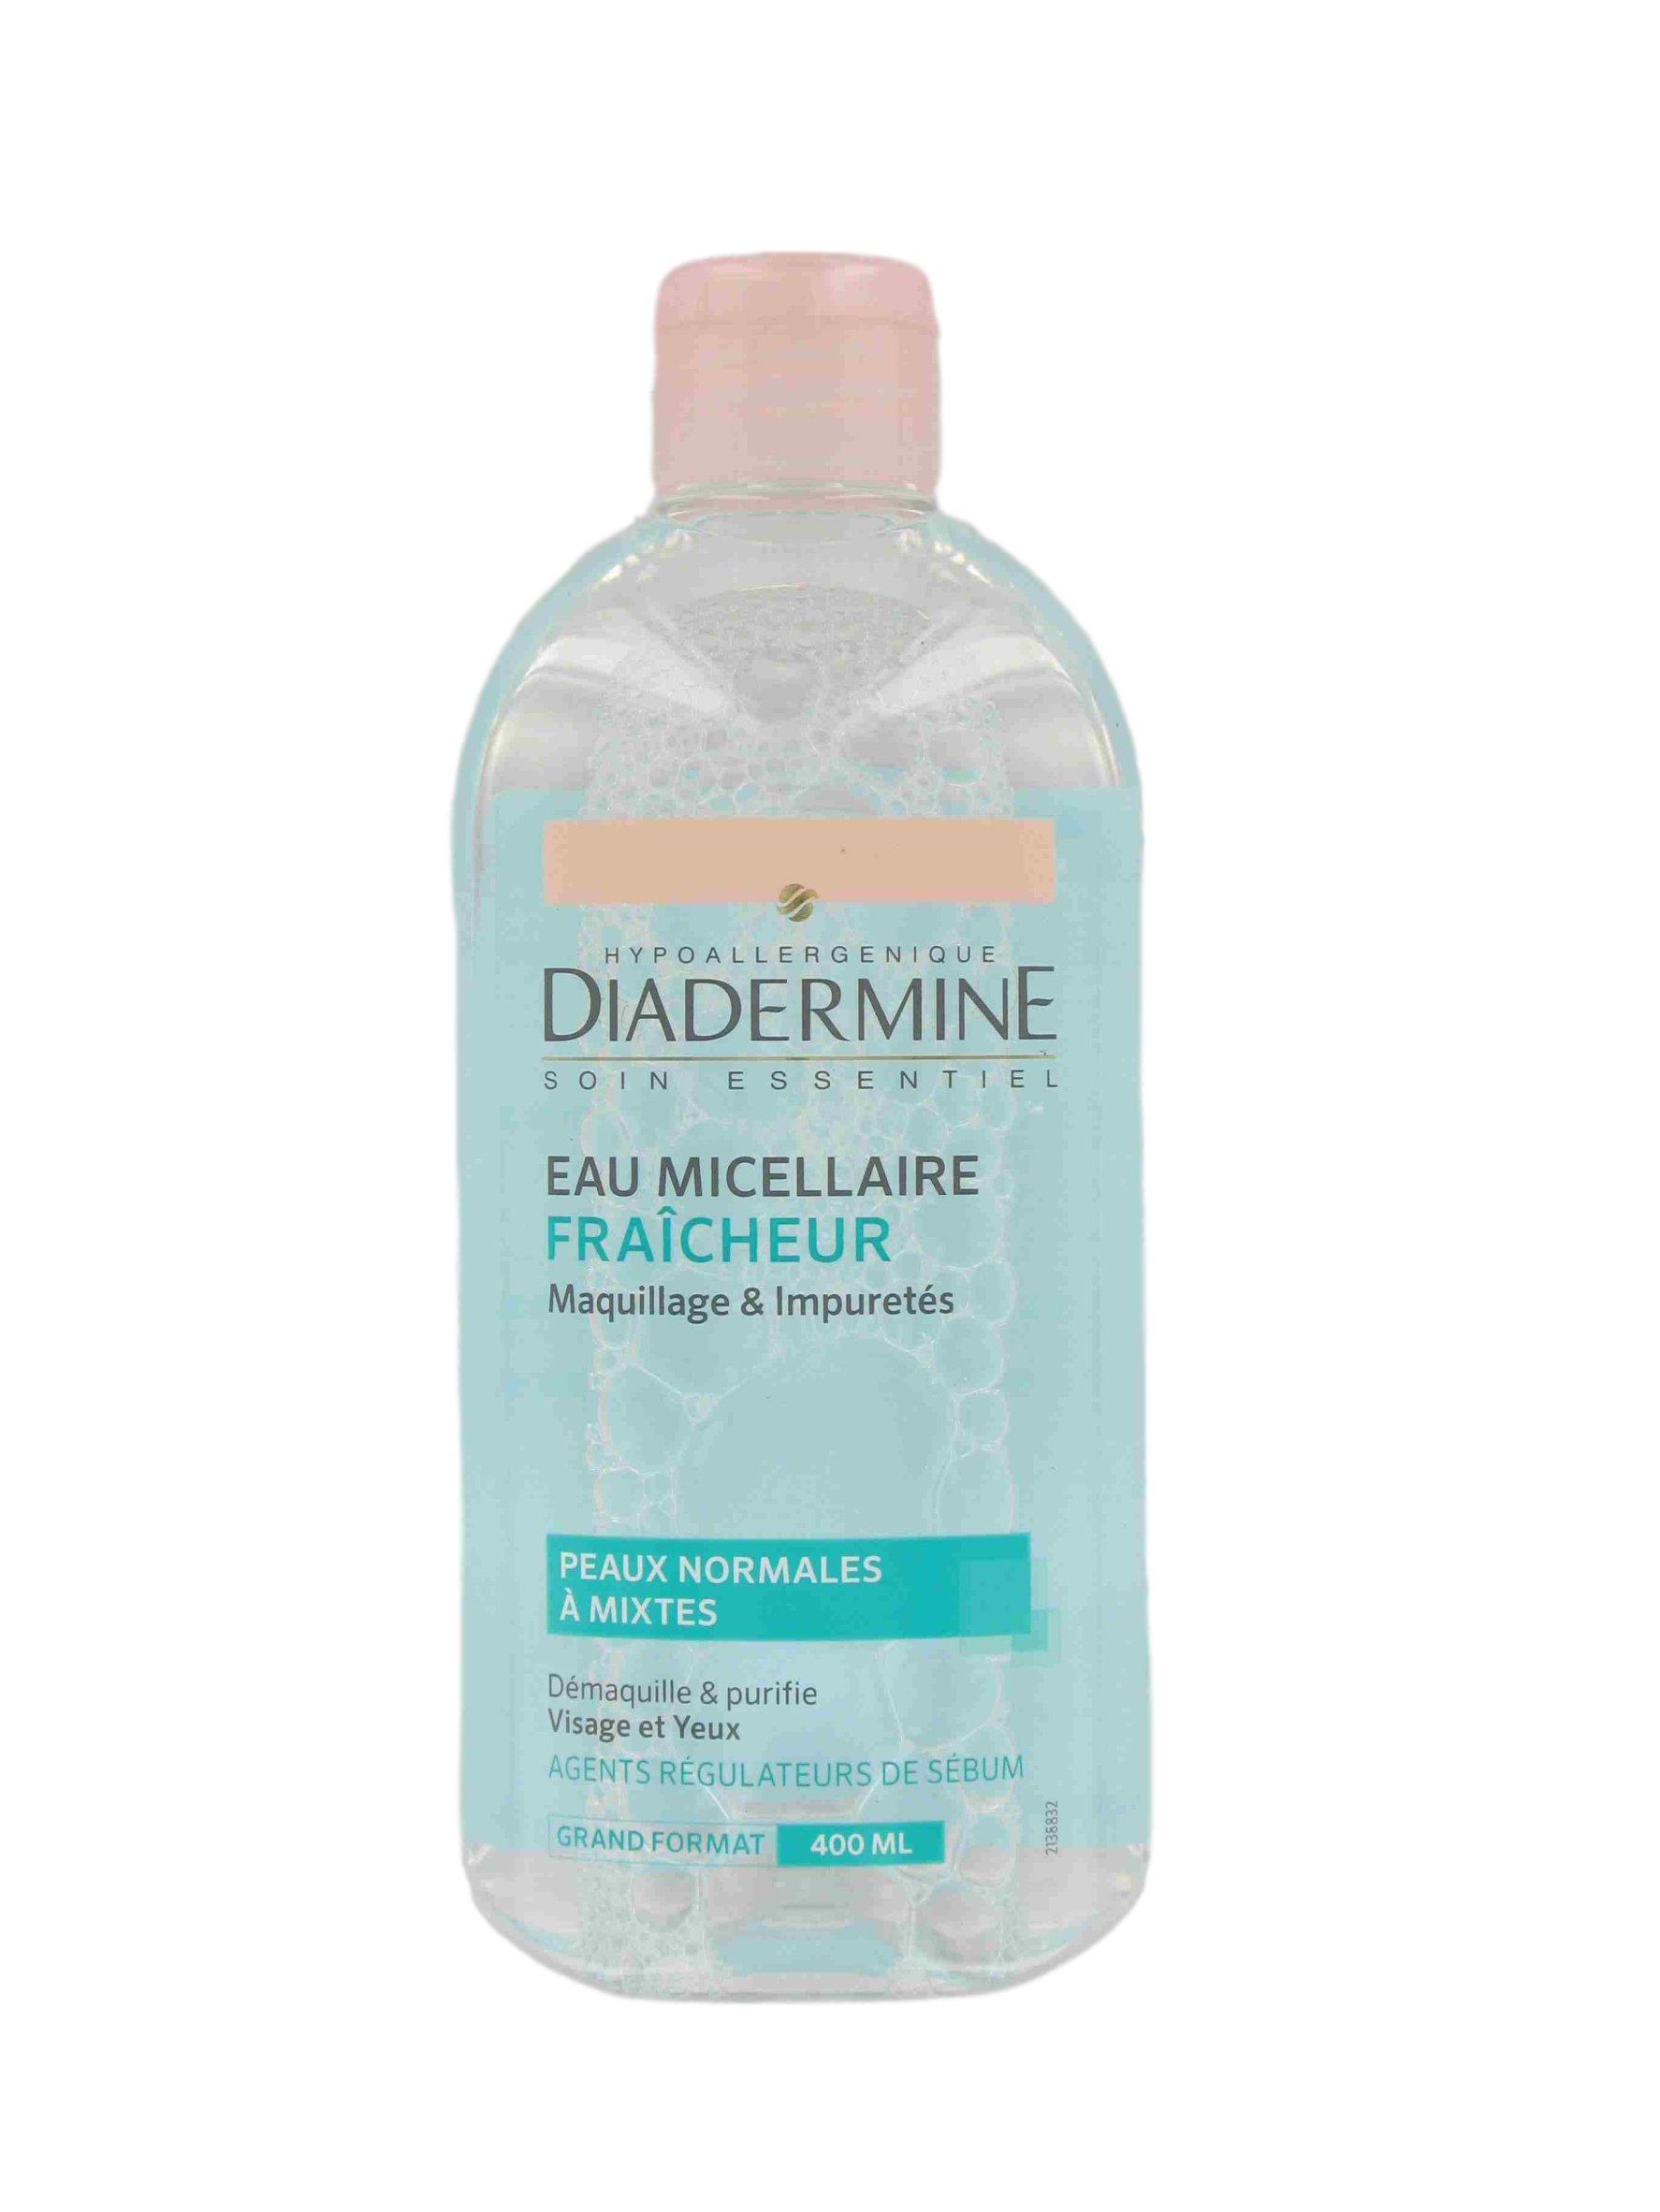 HYPOALLERGENIQUE
DIADERMINE
SOIN ESSENTIEL
EAU MICELLAIRE
FRAÎCHEUR
Maquillage & Impuretés
PEAUX NORMALES
À MIXTES
Démaquille & purifie
Visage et Yeux
AGENTS RÉGULATEURS DE SÉBUM
GRAND FORMAT 400 ML
2136832